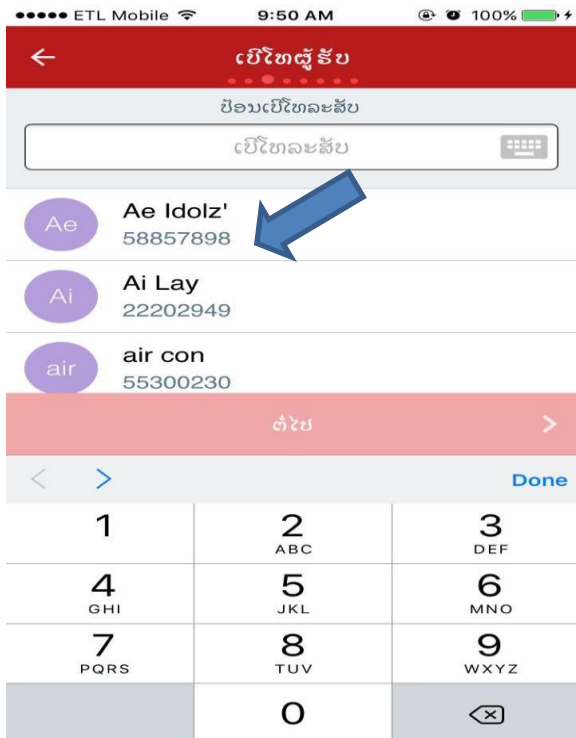 ETL Mobile 9:50 AM 100%
ເບີໂທຜູ້ຮັບ
ປ້ອນເບີໂທລະສັບ
ເບີໂທລະສັບ
Ae Ae Idolz'
58857898
Ai Ai Lay
22202949
air air con
55300230
ຕໍ່ໄປ >
< > Done
1 2 3
ABC DEF
4 5 6
GHI JKL MNO
7 8 9
PQRS TUV WXYZ
0